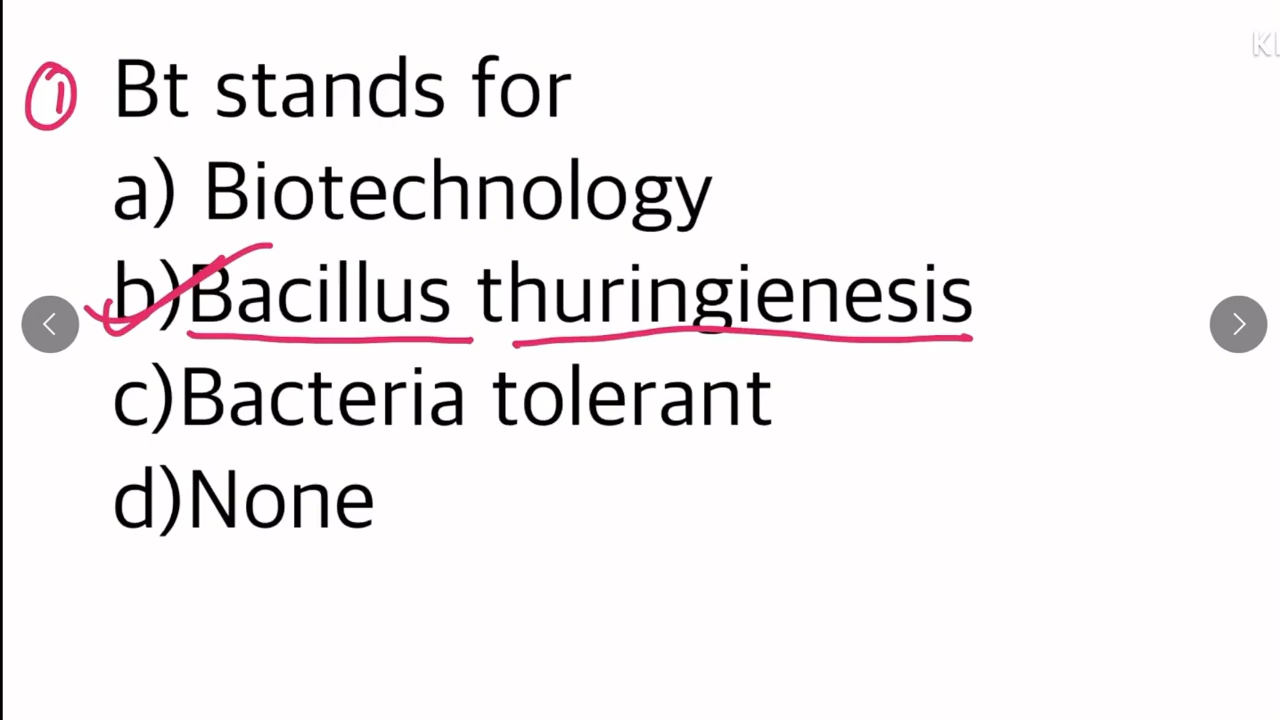 1 Bt stands for
a) Biotechnology
b)Bacillus thuringienesis
c)Bacteria tolerant
d)None